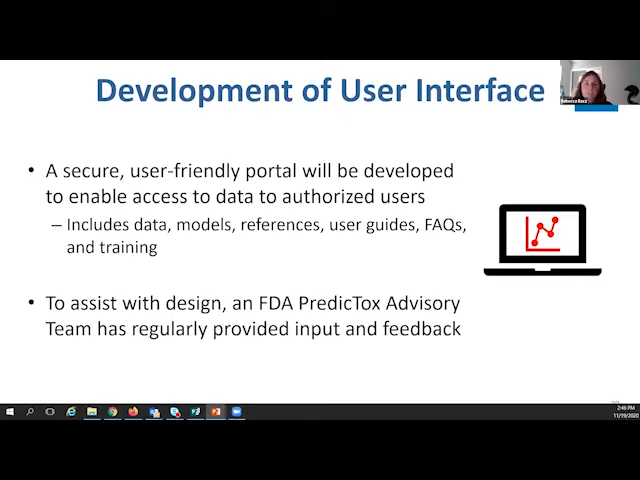 Development of User Interface
Rebecca Racz
• A secure, user-friendly portal will be developed
to enable access to data to authorized users
– Includes data, models, references, user guides, FAQs,
and training
• To assist with design, an FDA PredicTox Advisory
Team has regularly provided input and feedback
2:46 PM
11/19/2020